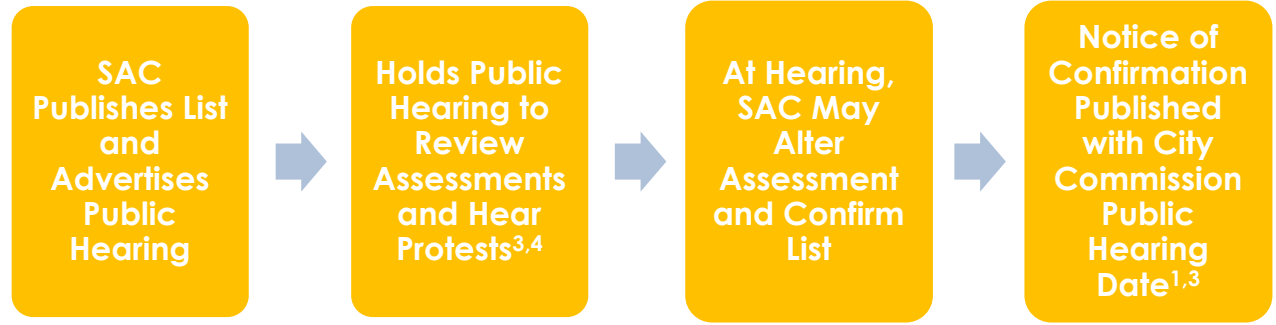 SAC
Publishes List
and
Advertises
Public
Hearing
Holds Public
Hearing to
Review
Assessments
and Hear
Protests3,4
At Hearing,
SAC May
Alter
Assessment
and Confirm
List
Notice of
Confirmation
Published
with City
Commission
Public
Hearing
Date1,3